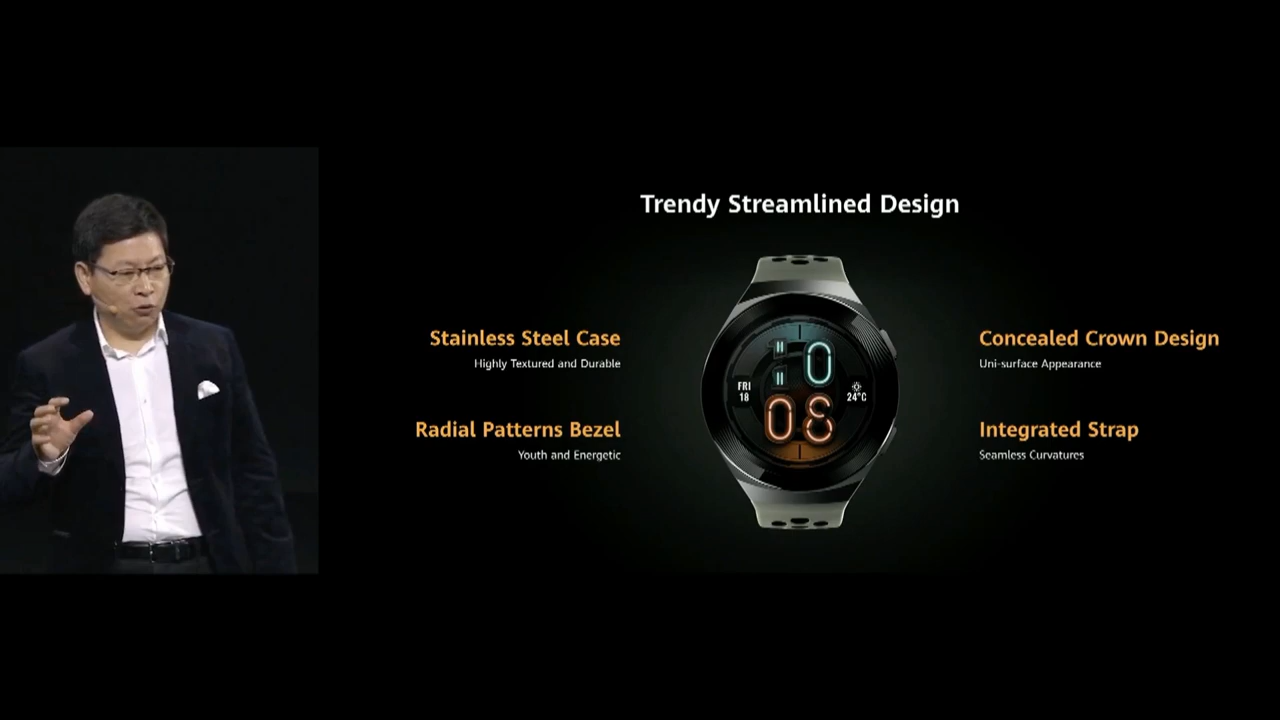 Trendy Streamlined Design
Stainless Steel Case
Highly Textured and Durable
Radial Patterns Bezel
Youth and Energetic
10
08
FRI
18
24°C
Concealed Crown Design
Uni-surface Appearance
Integrated Strap
Seamless Curvatures